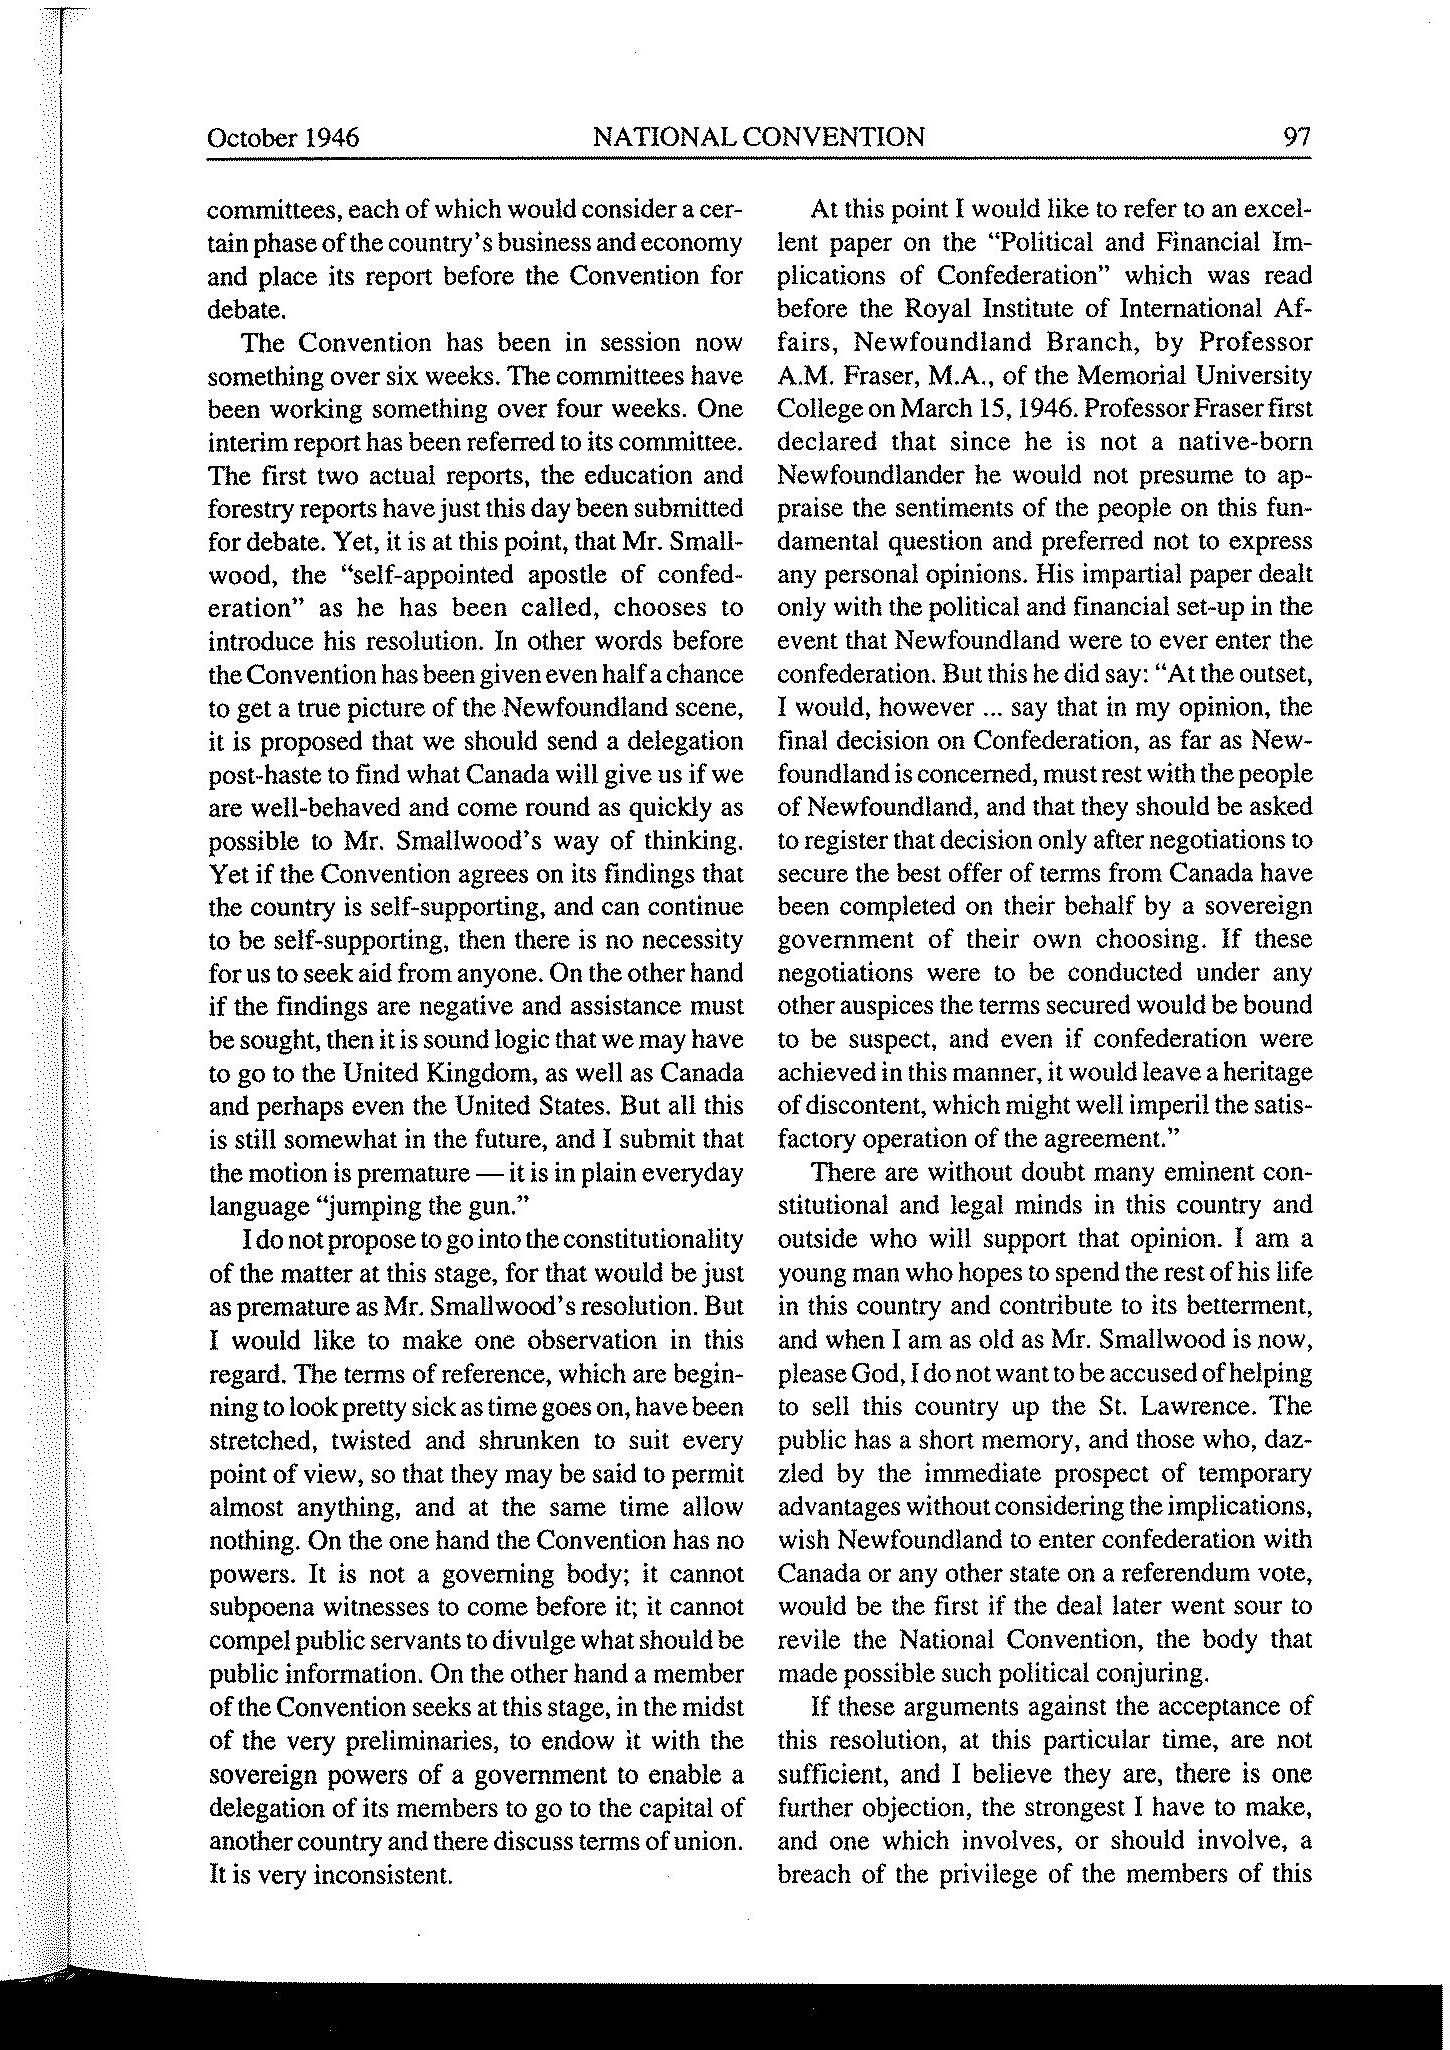 October 1946 NATIONAL CONVENTION 97
committees, each of which would consider a cer-
tain phase of the country's business and economy
and place its report before the Convention for
debate.
The Convention has been in session now
something over six weeks. The committees have
been working something over four weeks. One
interim report has been referred to its committee.
The first two actual reports, the education and
forestry reports have just this day been submitted
for debate. Yet, it is at this point, that Mr. Small-
wood, the "self-appointed apostle of confed-
eration" as he has been called, chooses to
introduce his resolution. In other words before
the Convention has been given even half a chance
to get a true picture of the Newfoundland scene,
it is proposed that we should send a delegation
post-haste to find what Canada will give us if we
are well-behaved and come round as quickly as
possible to Mr. Smallwood's way of thinking.
Yet if the Convention agrees on its findings that
the country is self-supporting, and can continue
to be self-supporting, then there is no necessity
for us to seek aid from anyone. On the other hand
if the findings are negative and assistance must
be sought, then it is sound logic that we may have
to go to the United Kingdom, as well as Canada
and perhaps even the United States. But all this
is still somewhat in the future, and I submit that
the motion is premature — it is in plain everyday
language "jumping the gun."
I do not propose to go into the constitutionality
of the matter at this stage, for that would be just
as premature as Mr. Smallwood's resolution. But
I would like to make one observation in this
regard. The terms of reference, which are begin-
ning to look pretty sick as time goes on, have been
stretched, twisted and shrunken to suit every
point of view, so that they may be said to permit
almost anything, and at the same time allow
nothing. On the one hand the Convention has no
powers. It is not a governing body; it cannot
subpoena witnesses to come before it; it cannot
compel public servants to divulge what should be
public information. On the other hand a member
of the Convention seeks at this stage, in the midst
of the very preliminaries, to endow it with the
sovereign powers of a government to enable a
delegation of its members to go to the capital of
another country and there discuss terms of union.
It is very inconsistent.
At this point I would like to refer to an excel-
lent paper on the "Political and Financial Im-
plications of Confederation" which was read
before the Royal Institute of International Af-
fairs, Newfoundland Branch, by Professor
A.M. Fraser, M.A., of the Memorial University
College on March 15, 1946. Professor Fraser first
declared that since he is not a native-born
Newfoundlander he would not presume to ap-
praise the sentiments of the people on this fun-
damental question and preferred not to express
any personal opinions. His impartial paper dealt
only with the political and financial set-up in the
event that Newfoundland were to ever enter the
confederation. But this he did say: "At the outset,
I would, however ... say that in my opinion, the
final decision on Confederation, as far as New-
foundland is concerned, must rest with the people
of Newfoundland, and that they should be asked
to register that decision only after negotiations to
secure the best offer of terms from Canada have
been completed on their behalf by a sovereign
government of their own choosing. If these
negotiations were to be conducted under any
other auspices the terms secured would be bound
to be suspect, and even if confederation were
achieved in this manner, it would leave a heritage
of discontent, which might well imperil the satis-
factory operation of the agreement."
There are without doubt many eminent con-
stitutional and legal minds in this country and
outside who will support that opinion. I am a
young man who hopes to spend the rest of his life
in this country and contribute to its betterment,
and when I am as old as Mr. Smallwood is now,
please God, I do not want to be accused of helping
to sell this country up the St. Lawrence. The
public has a short memory, and those who, daz-
zled by the immediate prospect of temporary
advantages without considering the implications,
wish Newfoundland to enter confederation with
Canada or any other state on a referendum vote,
would be the first if the deal later went sour to
revile the National Convention, the body that
made possible such political conjuring.
If these arguments against the acceptance of
this resolution, at this particular time, are not
sufficient, and I believe they are, there is one
further objection, the strongest I have to make,
and one which involves, or should involve, a
breach of the privilege of the members of this